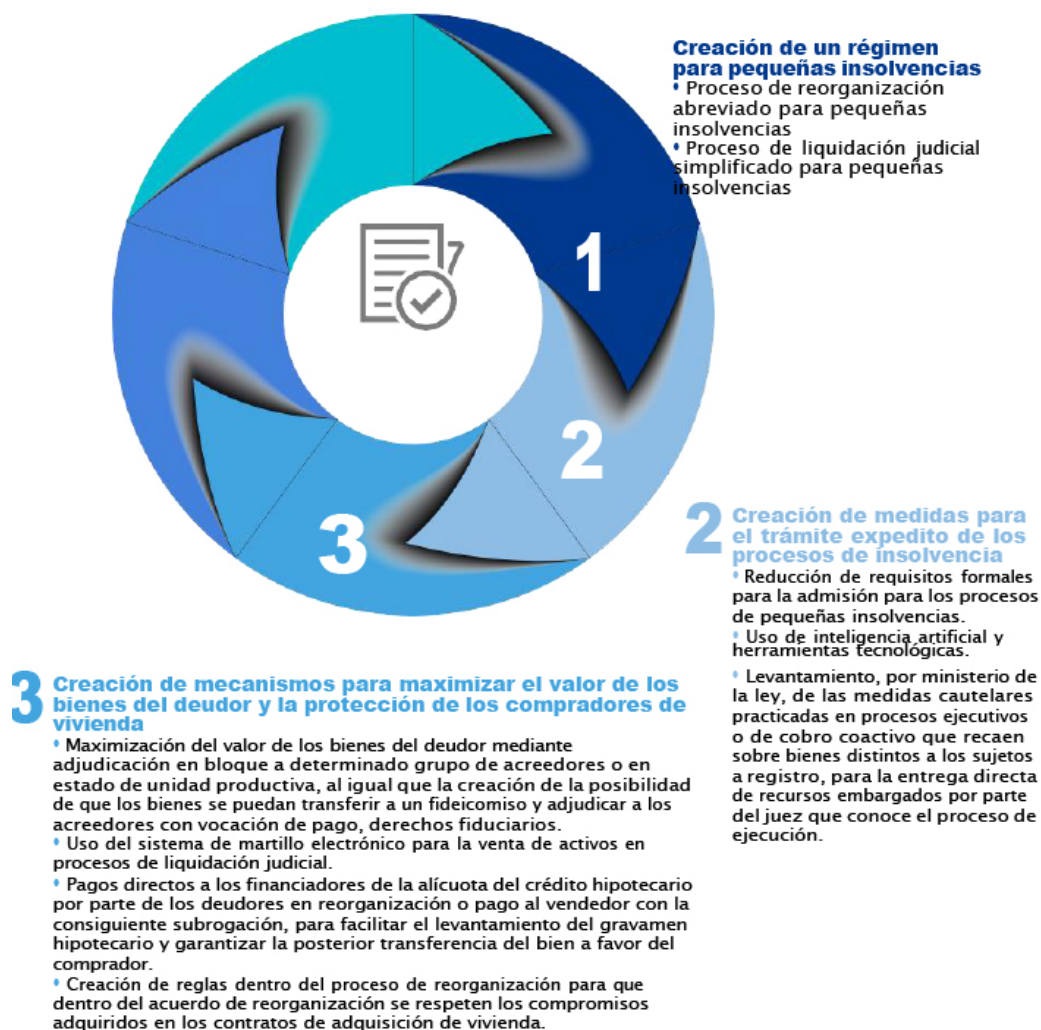 Creación de un régimen
para pequeñas insolvencias
• Proceso de reorganización
abreviado para pequeñas
insolvencias
• Proceso de liquidación judicial
simplificado para pequeñas
insolvencias
7
1
2
3
2 Creación de medidas para
el trámite expedito de los
procesos de insolvencia
• Reducción de requisitos formales
para la admisión para los procesos
de pequeñas insolvencias.
• Uso de inteligencia artificial y
herramientas tecnológicas.
• Levantamiento, por ministerio de
la ley, de las medidas cautelares
practicadas en procesos ejecutivos
o de cobro coactivo que recaen
sobre bienes distintos a los sujetos
a registro, para la entrega directa
de recursos embargados por parte
del juez que conoce el proceso de
ejecución.
3 Creación de mecanismos para maximizar el valor de los
bienes del deudor y la protección de los compradores de
vivienda
• Maximización del valor de los bienes del deudor mediante
adjudicación en bloque a determinado grupo de acreedores o en
estado de unidad productiva, al igual que la creación de la posibilidad
de que los bienes se puedan transferir a un fideicomiso y adjudicar a los
acreedores con vocación de pago, derechos fiduciarios.
• Uso del sistema de martillo electrónico para la venta de activos en
procesos de liquidación judicial.
• Pagos directos a los financiadores de la alícuota del crédito hipotecario
por parte de los deudores en reorganización o pago al vendedor con la
consiguiente subrogación, para facilitar el levantamiento del gravamen
hipotecario y garantizar la posterior transferencia del bien a favor del
comprador.
• Creación de reglas dentro del proceso de reorganización para que
dentro del acuerdo de reorganización se respeten los compromisos
adquiridos en los contratos de adquisición de vivienda.